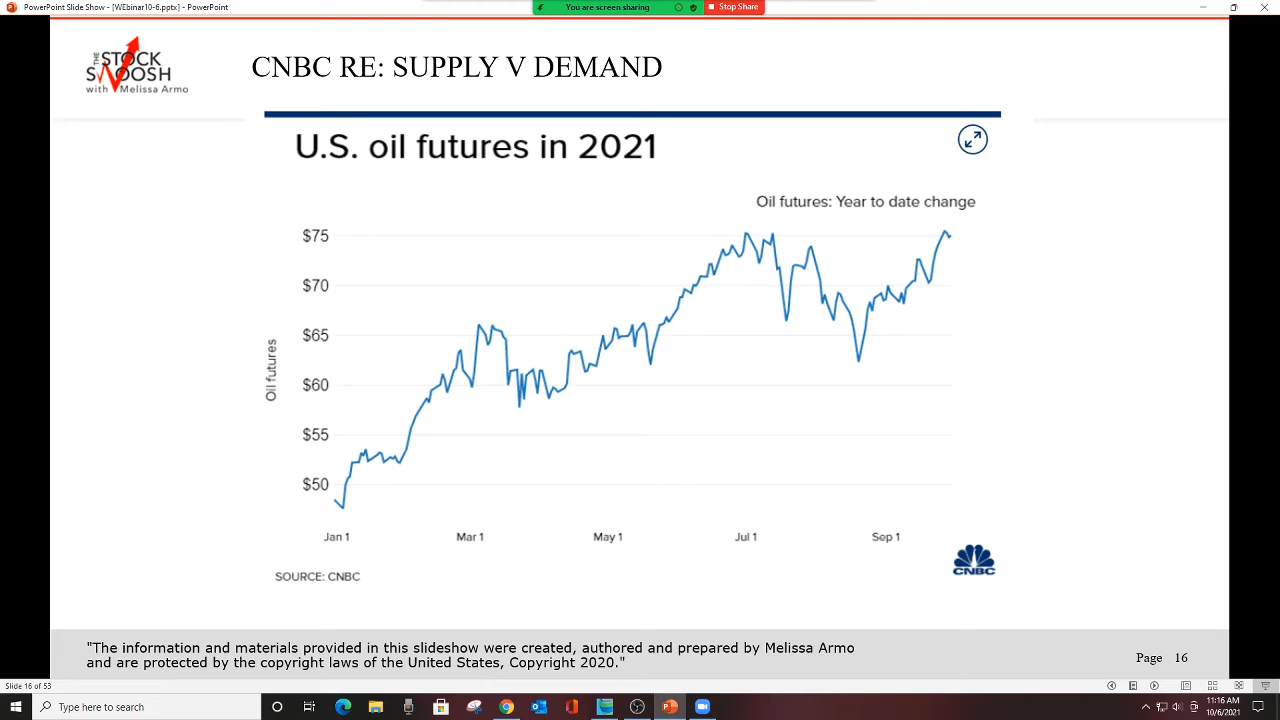 PowerPoint Slide Show - [WEbinar10-6.pptx] - PowerPoint
You are screen sharing
Stop Share
THE STOCK
SWOOSH
with Melissa Armo
CNBC RE: SUPPLY V DEMAND
U.S. oil futures in 2021
Oil futures: Year to date change
$75
$70
$65
$60
$55
$50
Oil futures
Jan 1
Mar 1
May 1
Jul 1
Sep 1
SOURCE: CNBC
CNBC
"The information and materials provided in this slideshow were created, authored and prepared by Melissa Armo
and are protected by the copyright laws of the United States, Copyright 2020."
Page 16
Slide 16 of 53
Type here to search
11:16 AM
10/6/2021